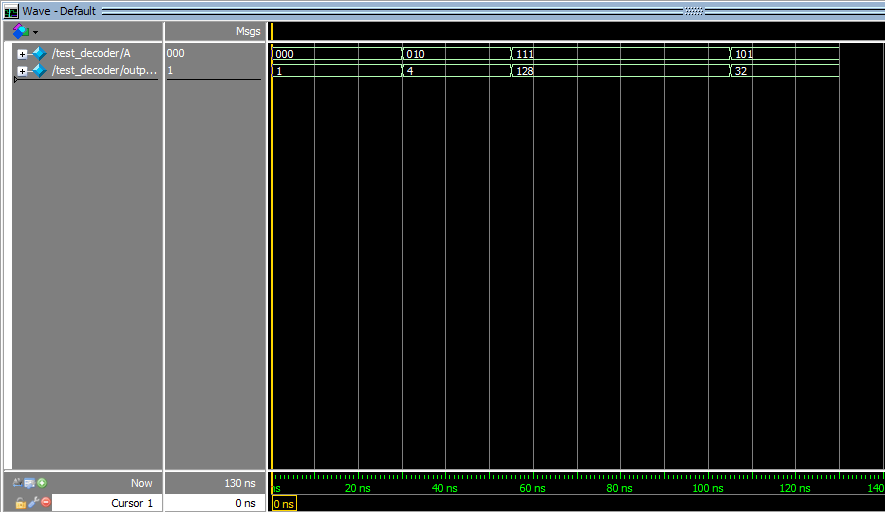 Wave - Default
Msgs
/test_decoder/A 000 000 010 111 101
/test_decoder/outp... 1 1 4 128 32
Now 130 ns ns 20 ns 40 ns 60 ns 80 ns 100 ns 120 ns 140
Cursor 1 0 ns 0 ns